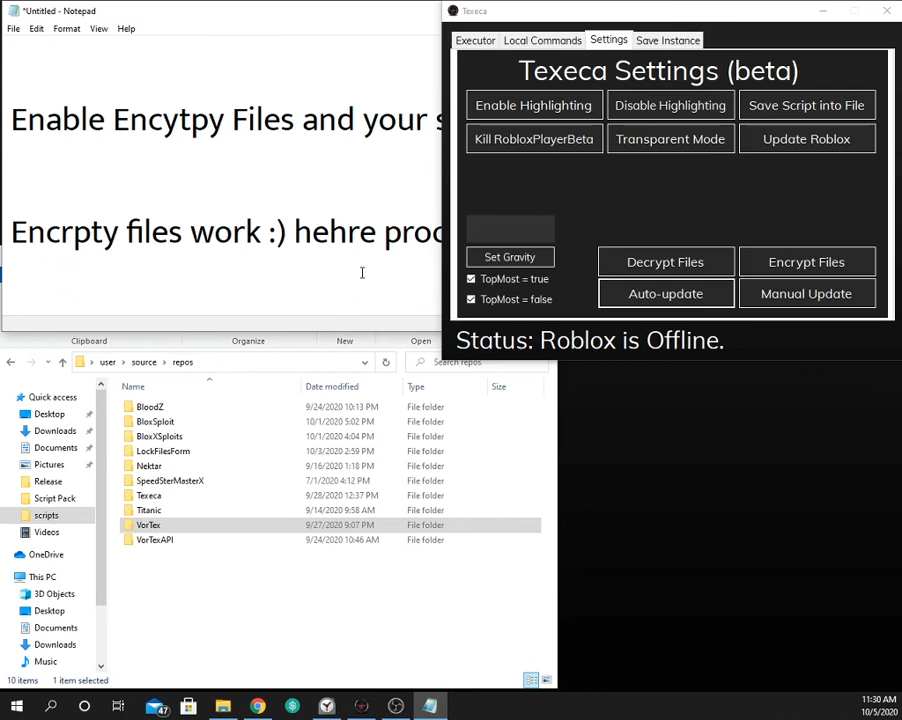 *Untitled - Notepad
File Edit Format View Help
Enable Encytpy Files and your s
Encrpty files work :) hehre proc
Texeca
Executor Local Commands Settings Save Instance
Texeca Settings (beta)
Enable Highlighting Disable Highlighting Save Script into File
Kill RobloxPlayerBeta Transparent Mode Update Roblox
Set Gravity Decrypt Files Encrypt Files
TopMost = true
TopMost = false
Auto-update Manual Update
Status: Roblox is Offline.
Clipboard Organize New Open
user source repos Search repos
Name Date modified Type Size
Quick access
Desktop
Downloads
Documents
Pictures
Release
Script Pack
scripts
Videos
OneDrive
This PC
3D Objects
Desktop
Documents
Downloads
Music
BloodZ 9/24/2020 10:13 PM File folder
BloxSploit 10/1/2020 5:02 PM File folder
BloxXSploits 10/1/2020 4:04 PM File folder
LockFilesForm 10/3/2020 2:59 PM File folder
Nektar 9/16/2020 1:18 PM File folder
SpeedSterMasterX 7/1/2020 4:12 PM File folder
Texeca 9/28/2020 12:37 PM File folder
Titanic 9/14/2020 9:58 AM File folder
VorTex 9/27/2020 9:07 PM File folder
VorTexAPI 9/24/2020 10:46 AM File folder
10 items 1 item selected
47
11:30 AM
10/5/2020